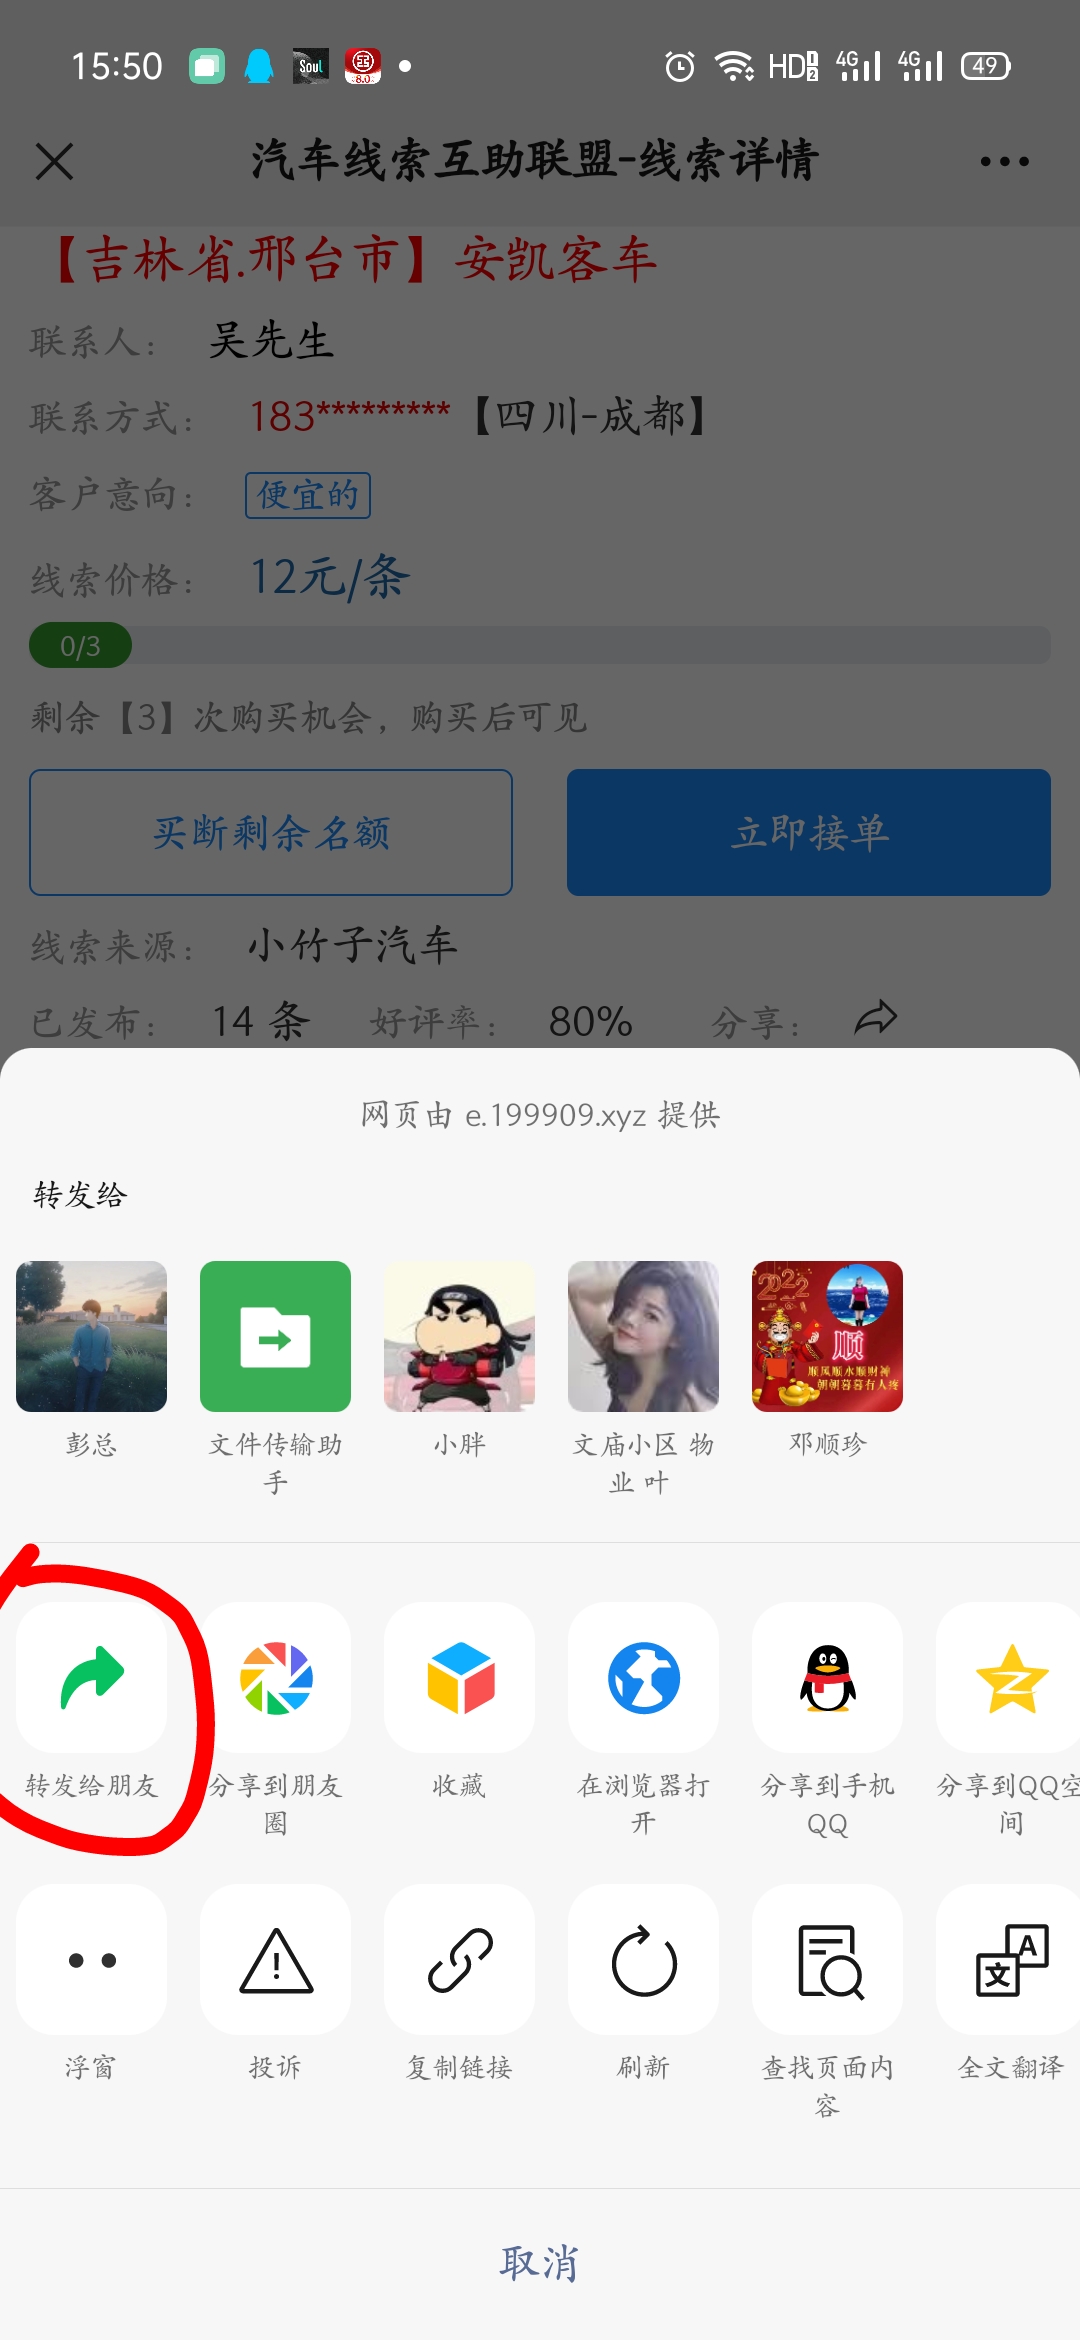 15:50
Soul
8.0
HD 1 2 4G 4G 49
汽车线索互助联盟-线索详情
【吉林省.邢台市】安凯客车
联系人： 吴先生
联系方式： 183*********【四川-成都】
客户意向： 便宜的
线索价格： 12元/条
0/3
剩余【3】次购买机会，购买后可见
买断剩余名额 立即接单
线索来源： 小竹子汽车
已发布： 14 条 好评率： 80% 分享：
网页由 e.199909.xyz 提供
转发给
2022
顺
顺风顺水顺财神
朝朝暮暮有人疼
彭总 文件传输助手 小胖 文庙小区 物业 叶 邓顺珍
转发给朋友 分享到朋友圈 收藏 在浏览器打开 分享到手机QQ 分享到QQ空间
浮窗 投诉 复制链接 刷新 查找页面内容 全文翻译
取消